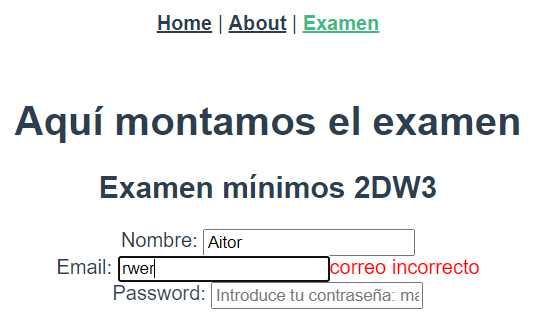 Home | About | Examen
Aquí montamos el examen
Examen mínimos 2DW3
Nombre: Aitor
Email: rwer correo incorrecto
Password: Introduce tu contraseña: